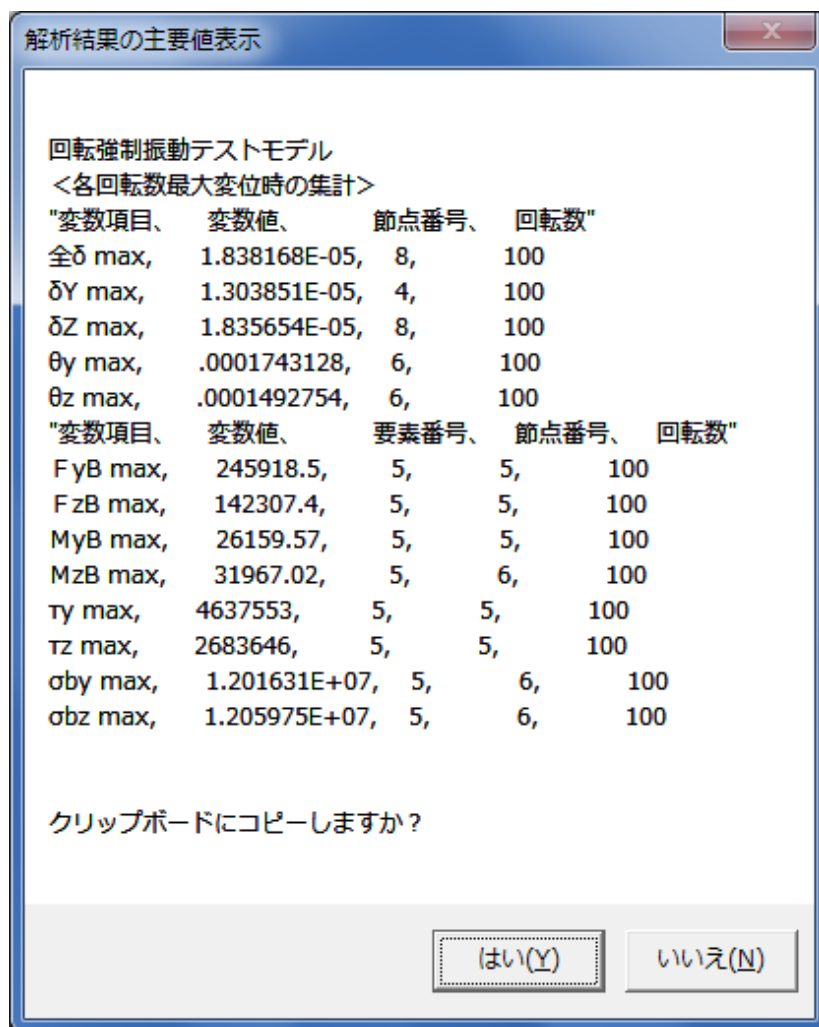 解析結果の主要値表示
回転強制振動テストモデル
＜各回転数最大変位時の集計＞
"変数項目、 変数値、 節点番号、 回転数"
全δ max, 1.838168E-05, 8, 100
δY max, 1.303851E-05, 4, 100
δZ max, 1.835654E-05, 8, 100
θy max, .0001743128, 6, 100
θz max, .0001492754, 6, 100
"変数項目、 変数値、 要素番号、 節点番号、 回転数"
ＦyB max, 245918.5, 5, 5, 100
ＦzB max, 142307.4, 5, 5, 100
MyB max, 26159.57, 5, 5, 100
MzB max, 31967.02, 5, 6, 100
τy max, 4637553, 5, 5, 100
τz max, 2683646, 5, 5, 100
σby max, 1.201631E+07, 5, 6, 100
σbz max, 1.205975E+07, 5, 6, 100
クリップボードにコピーしますか？
はい(Y) いいえ(N)